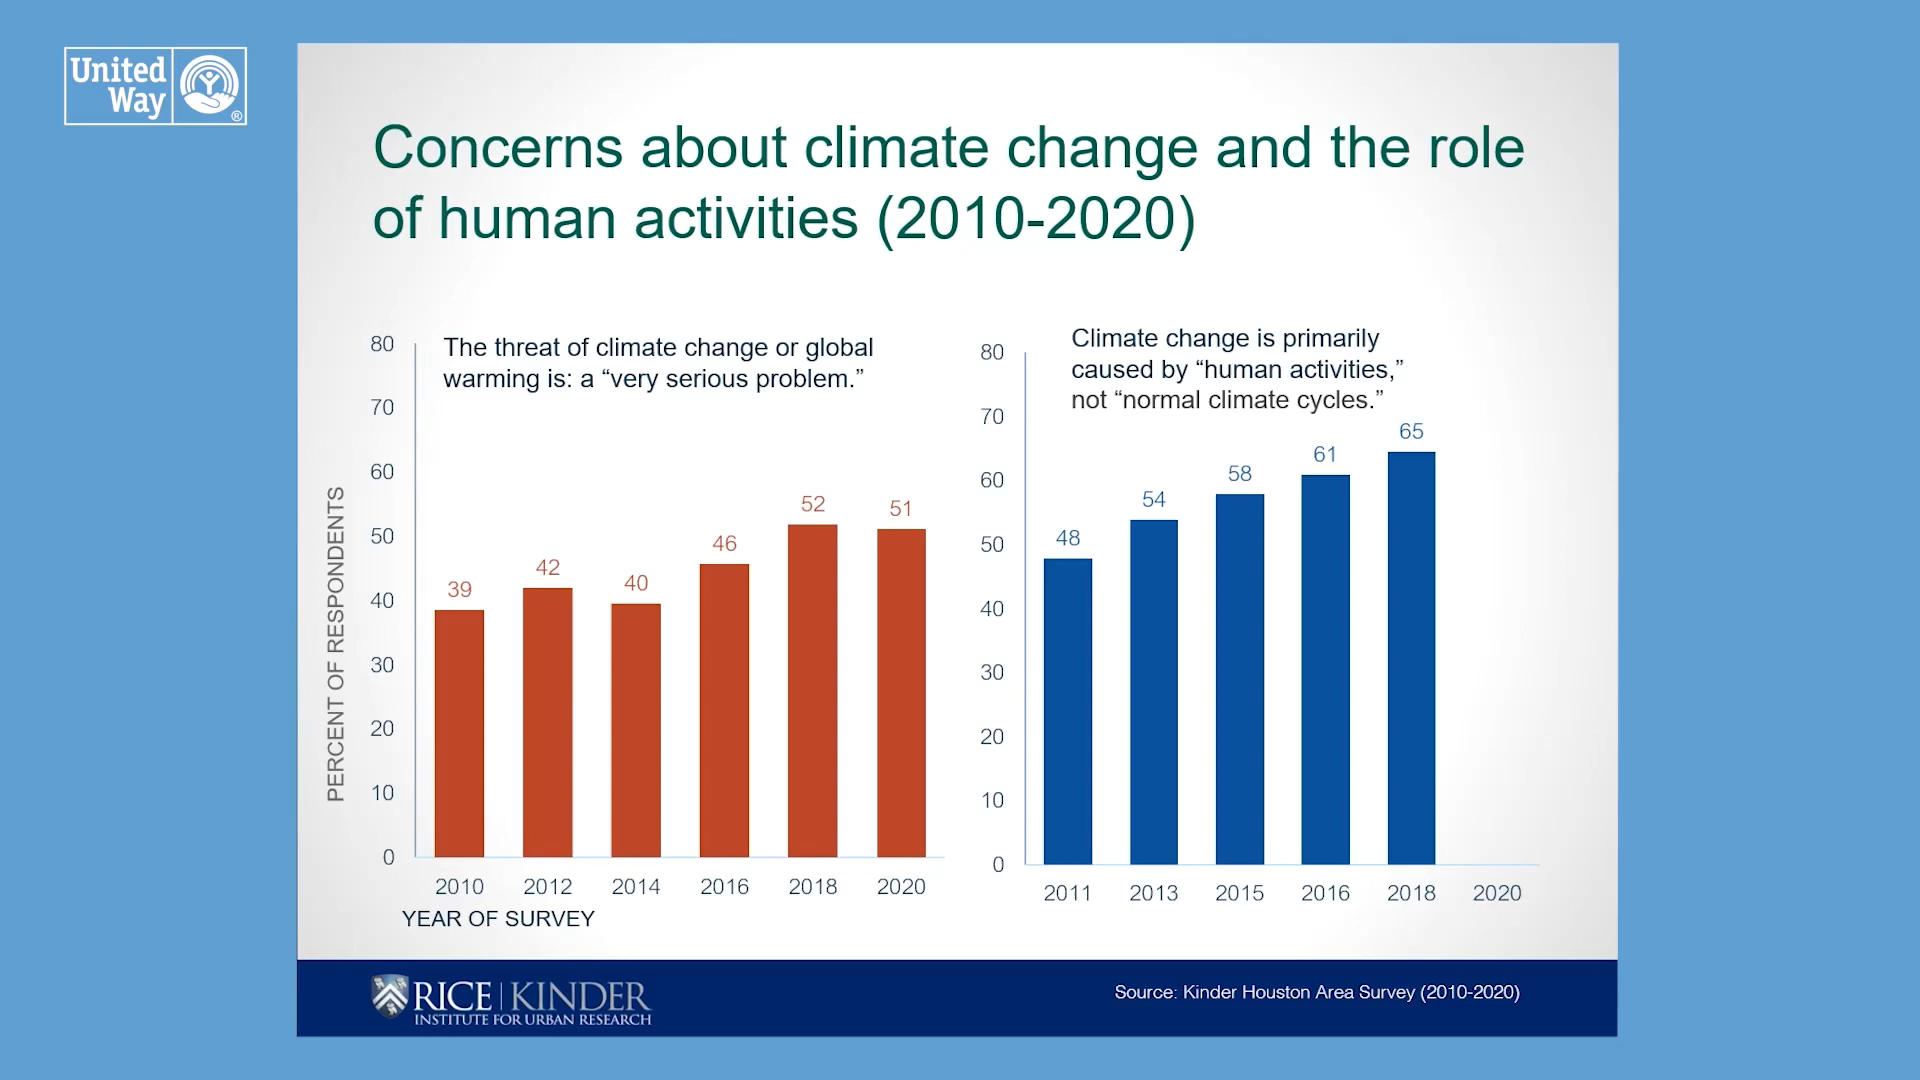 United
Way
®
Concerns about climate change and the role
of human activities (2010-2020)
PERCENT OF RESPONDENTS
80
70
60
50
40
30
20
10
0
The threat of climate change or global
warming is: a “very serious problem.”
39
42
40
46
52
51
2010 2012 2014 2016 2018 2020
YEAR OF SURVEY
80
70
60
50
40
30
20
10
0
Climate change is primarily
caused by “human activities,”
not “normal climate cycles.”
48
54
58
61
65
2011 2013 2015 2016 2018 2020
RICE | KINDER
INSTITUTE FOR URBAN RESEARCH
Source: Kinder Houston Area Survey (2010-2020)